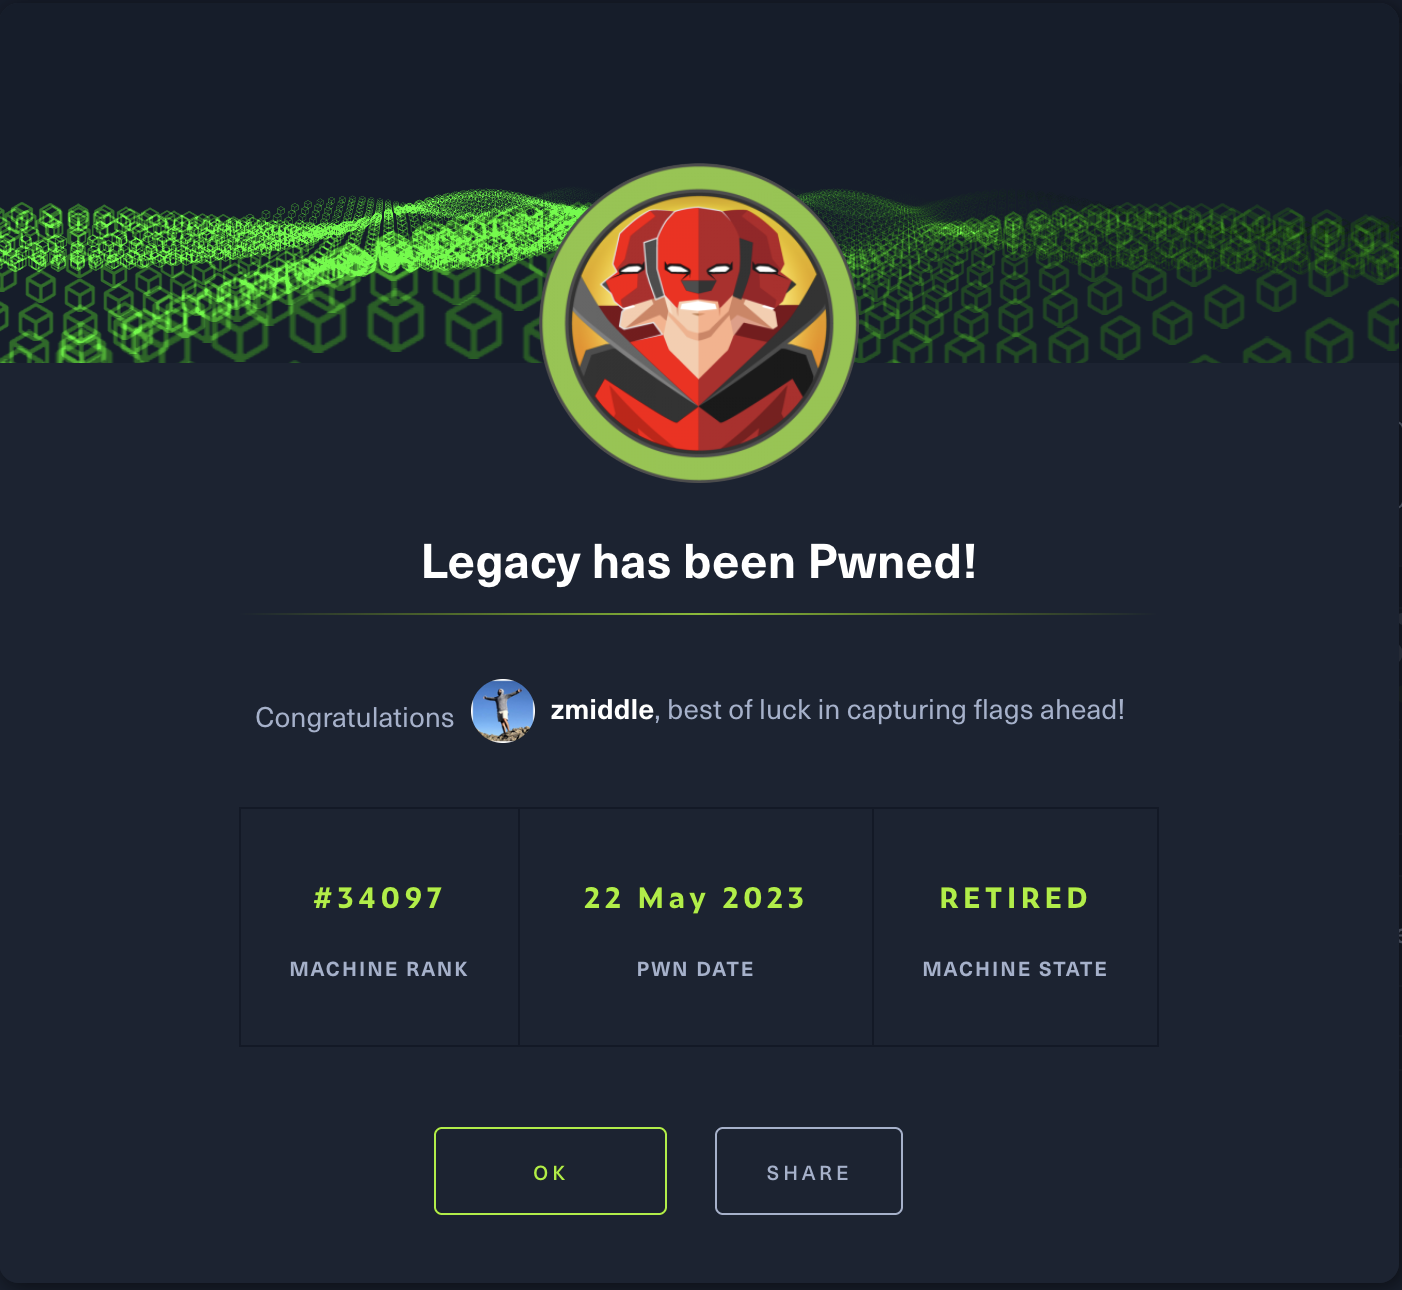 Legacy has been Pwned!
Congratulations zmiddle, best of luck in capturing flags ahead!
#34097 22 May 2023 RETIRED
MACHINE RANK PWN DATE MACHINE STATE
OK SHARE